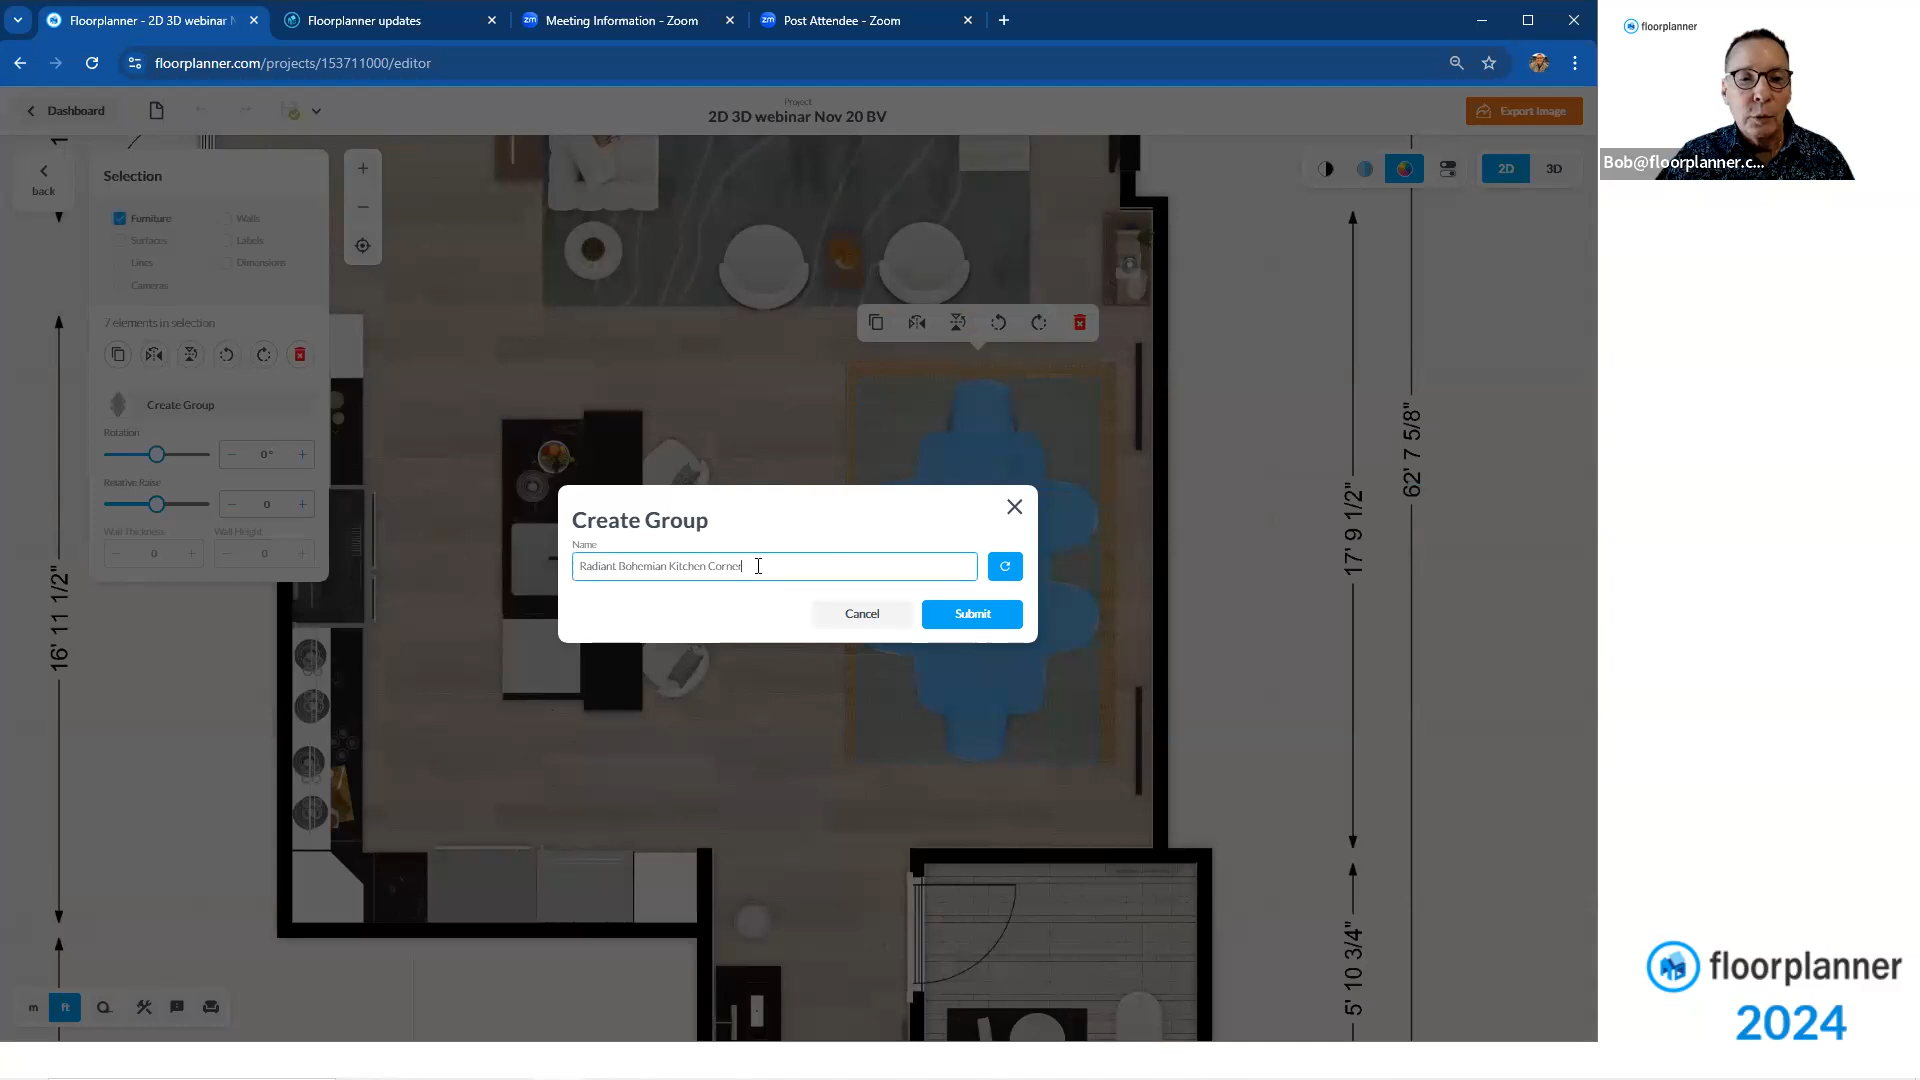 Floorplanner - 2D 3D webinar N
Floorplanner updates
zm Meeting Information - Zoom
zm Post Attendee - Zoom
floorplanner.com/projects/153711000/editor
Dashboard
Project
2D 3D webinar Nov 20 BV
Export image
back
Selection
Furniture
Walls
Surfaces
Labels
Lines
Dimensions
Cameras
7 elements in selection
Create Group
Rotation
0°
Relative Raise
0
Wall Thickness
Wall Height
0
0
2D
3D
Create Group
Name
Radiant Bohemian Kitchen Corner
Cancel
Submit
16' 11 1/2"
17' 9 1/2"
62' 7 5/8"
5' 10 3/4"
m
ft
floorplanner
Bob@floorplanner.c...
floorplanner
2024